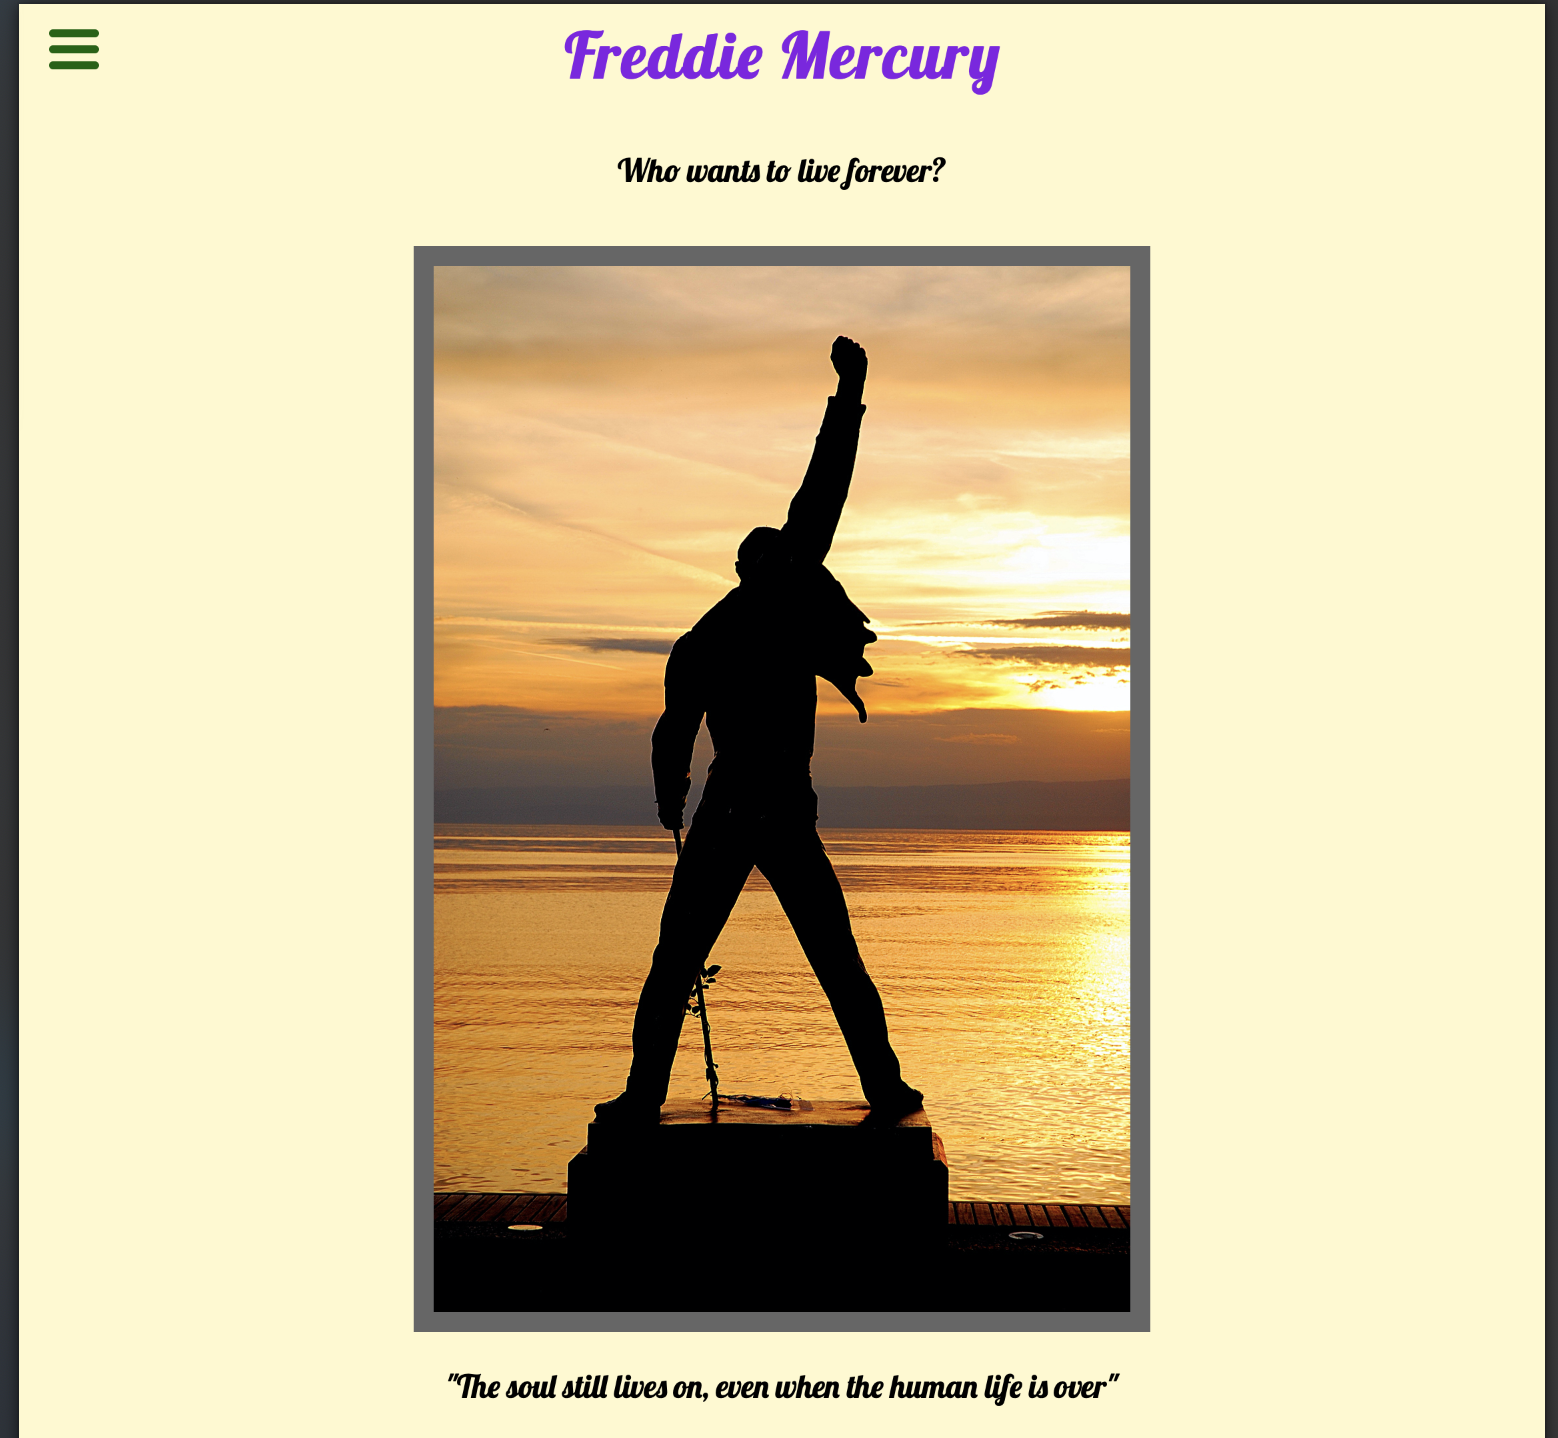 Freddie Mercury
Who wants to live forever?
"The soul still lives on, even when the human life is over"